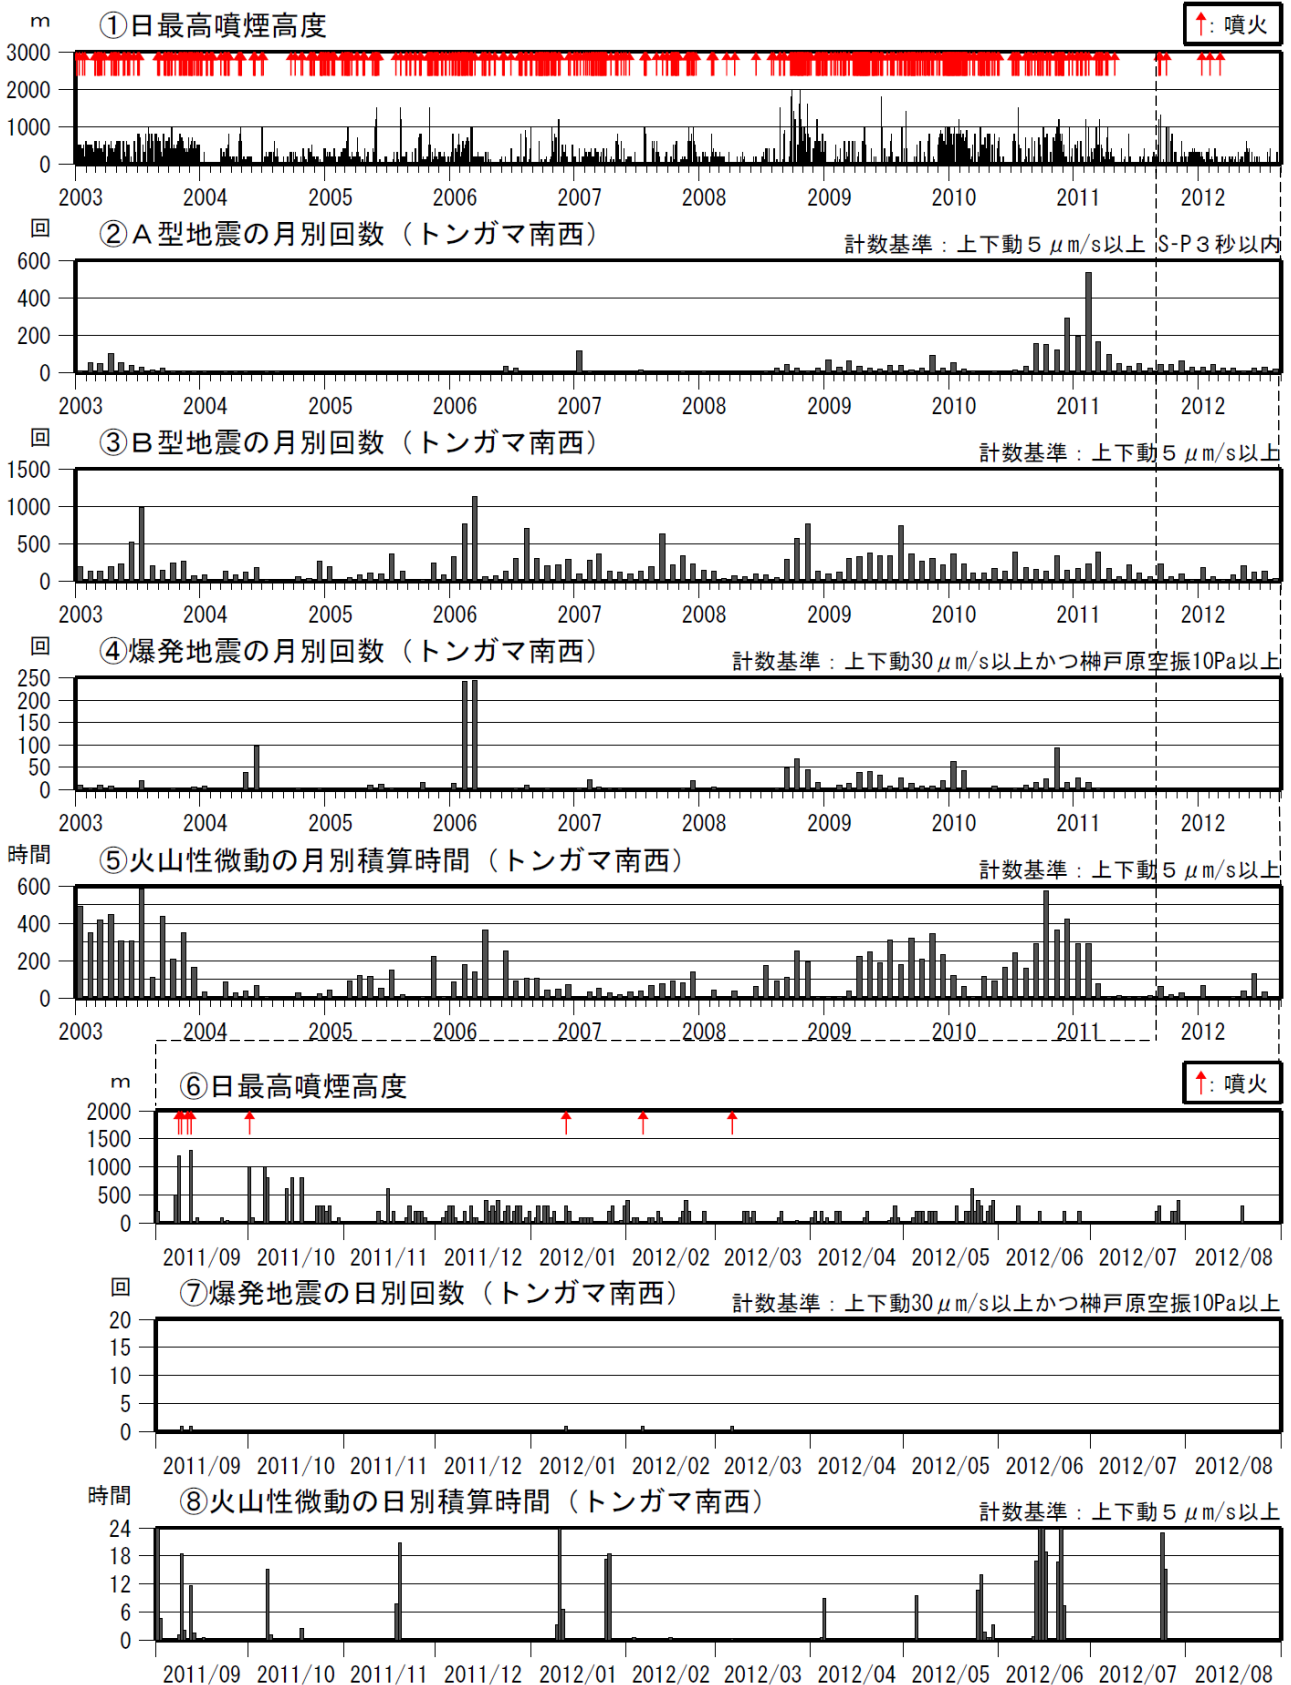 m ①日最高噴煙高度 ↑: 噴火
3000
2000
1000
0
2003 2004 2005 2006 2007 2008 2009 2010 2011 2012
回 ②A型地震の月別回数（トンガマ南西） 計数基準：上下動5μm/s以上 S-P3秒以内
600
400
200
0
2003 2004 2005 2006 2007 2008 2009 2010 2011 2012
回 ③B型地震の月別回数（トンガマ南西） 計数基準：上下動5μm/s以上
1500
1000
500
0
2003 2004 2005 2006 2007 2008 2009 2010 2011 2012
回 ④爆発地震の月別回数（トンガマ南西） 計数基準：上下動30μm/s以上かつ榊戸原空振10Pa以上
250
200
150
100
50
0
2003 2004 2005 2006 2007 2008 2009 2010 2011 2012
時間 ⑤火山性微動の月別積算時間（トンガマ南西） 計数基準：上下動5μm/s以上
600
400
200
0
2003 2004 2005 2006 2007 2008 2009 2010 2011 2012
m ⑥日最高噴煙高度 ↑: 噴火
2000
1500
1000
500
0
2011/09 2011/10 2011/11 2011/12 2012/01 2012/02 2012/03 2012/04 2012/05 2012/06 2012/07 2012/08
回 ⑦爆発地震の日別回数（トンガマ南西） 計数基準：上下動30μm/s以上かつ榊戸原空振10Pa以上
20
15
10
5
0
2011/09 2011/10 2011/11 2011/12 2012/01 2012/02 2012/03 2012/04 2012/05 2012/06 2012/07 2012/08
時間 ⑧火山性微動の日別積算時間（トンガマ南西） 計数基準：上下動5μm/s以上
24
18
12
6
0
2011/09 2011/10 2011/11 2011/12 2012/01 2012/02 2012/03 2012/04 2012/05 2012/06 2012/07 2012/08